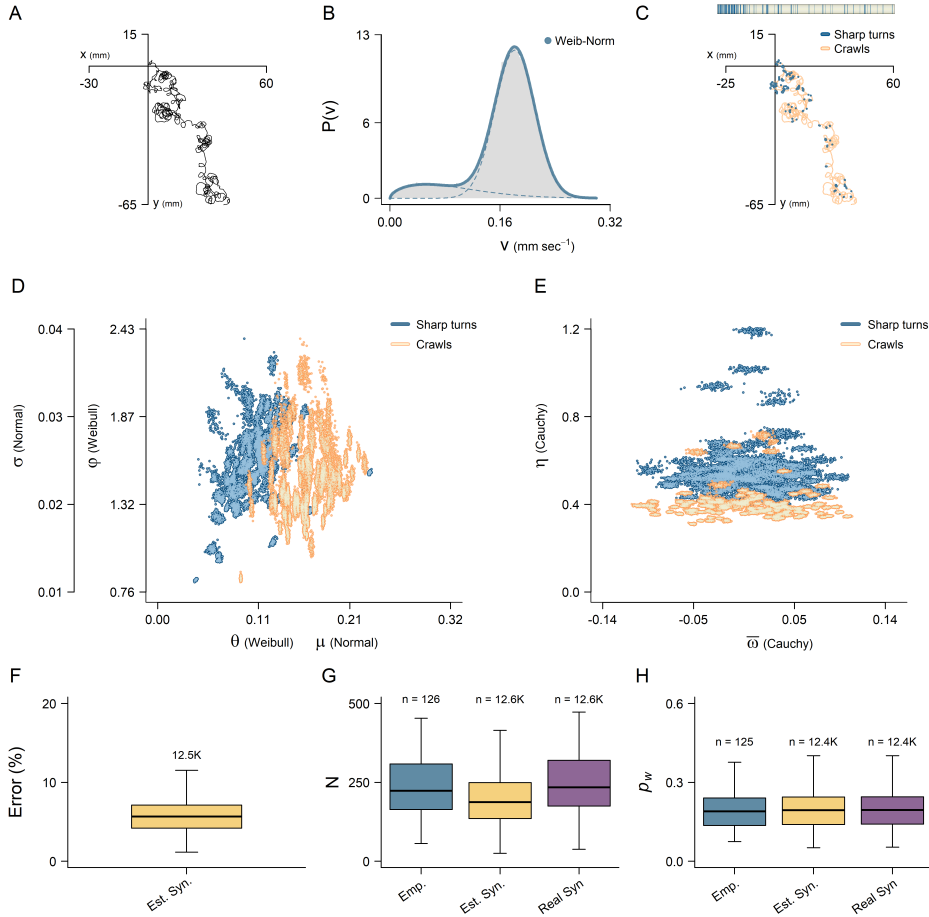 A
15
x (mm)
-30
60
-65
y (mm)
B
13
6
0
P(v)
Weib-Norm
0.00
0.16
0.32
v (mm sec⁻¹)
C
Sharp turns
Crawls
15
x (mm)
-25
60
-65
y (mm)
D
0.04
0.03
0.02
0.01
σ (Normal)
2.43
1.87
1.32
0.76
φ (Weibull)
Sharp turns
Crawls
0.00
0.11
0.21
0.32
θ (Weibull)
μ (Normal)
E
1.2
0.8
0.4
0.0
η (Cauchy)
Sharp turns
Crawls
-0.14
-0.05
0.05
0.14
ω̅ (Cauchy)
F
20
10
0
Error (%)
12.5K
Est. Syn.
G
500
250
0
N
n = 126
n = 12.6K
n = 12.6K
Emp.
Est. Syn.
Real Syn
H
0.6
0.3
0.0
p_w
n = 125
n = 12.4K
n = 12.4K
Emp.
Est. Syn.
Real Syn